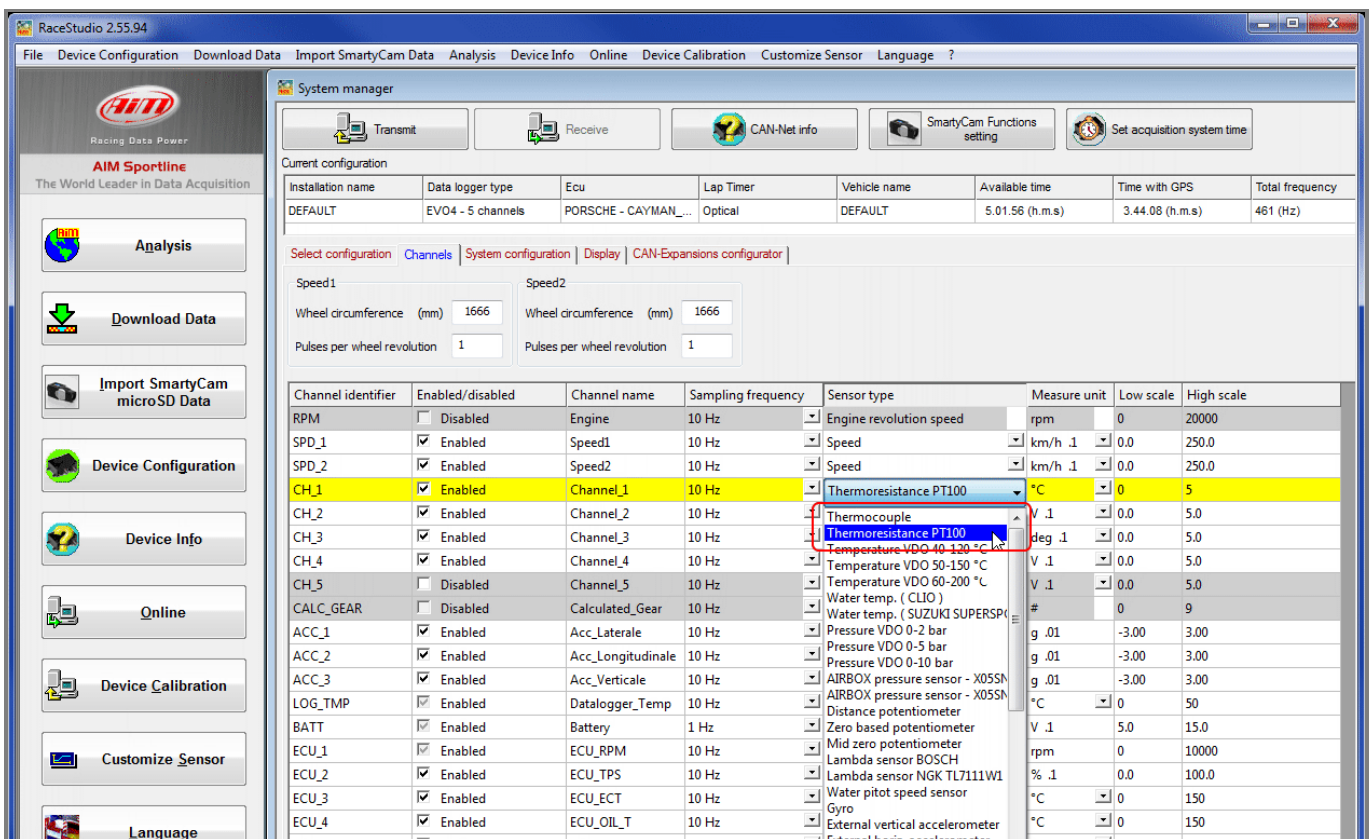 RaceStudio 2.55.94
File Device Configuration Download Data Import SmartyCam Data Analysis Device Info Online Device Calibration Customize Sensor Language ?
AiM
Racing Data Power
AIM Sportline
The World Leader in Data Acquisition
Analysis
Download Data
Import SmartyCam
microSD Data
Device Configuration
Device Info
Online
Device Calibration
Customize Sensor
Language
System manager
Transmit Receive CAN-Net info SmartyCam Functions setting Set acquisition system time
Current configuration
Installation name Data logger type Ecu Lap Timer Vehicle name Available time Time with GPS Total frequency
DEFAULT EVO4 - 5 channels PORSCHE - CAYMAN_... Optical DEFAULT 5.01.56 (h.m.s) 3.44.08 (h.m.s) 461 (Hz)
Select configuration Channels System configuration Display CAN-Expansions configurator
Speed1 Speed2
Wheel circumference (mm) 1666 Wheel circumference (mm) 1666
Pulses per wheel revolution 1 Pulses per wheel revolution 1
Channel identifier Enabled/disabled Channel name Sampling frequency Sensor type Measure unit Low scale High scale
RPM Disabled Engine 10 Hz Engine revolution speed rpm 0 20000
SPD_1 Enabled Speed1 10 Hz Speed km/h .1 0.0 250.0
SPD_2 Enabled Speed2 10 Hz Speed km/h .1 0.0 250.0
CH_1 Enabled Channel_1 10 Hz Thermoresistance PT100 °C 0 5
CH_2 Enabled Channel_2 10 Hz V .1 0.0 5.0
CH_3 Enabled Channel_3 10 Hz deg .1 0.0 5.0
CH_4 Enabled Channel_4 10 Hz V .1 0.0 5.0
CH_5 Disabled Channel_5 10 Hz V .1 0.0 5.0
CALC_GEAR Disabled Calculated_Gear 10 Hz # 0 9
ACC_1 Enabled Acc_Laterale 10 Hz g .01 -3.00 3.00
ACC_2 Enabled Acc_Longitudinale 10 Hz g .01 -3.00 3.00
ACC_3 Enabled Acc_Verticale 10 Hz g .01 -3.00 3.00
LOG_TMP Enabled Datalogger_Temp 10 Hz °C 0 50
BATT Enabled Battery 1 Hz V .1 5.0 15.0
ECU_1 Enabled ECU_RPM 10 Hz rpm 0 10000
ECU_2 Enabled ECU_TPS 10 Hz % .1 0.0 100.0
ECU_3 Enabled ECU_ECT 10 Hz °C 0 150
ECU_4 Enabled ECU_OIL_T 10 Hz °C 0 150
Thermocouple
Thermoresistance PT100
Temperature VDO 40-120 °C
Temperature VDO 50-150 °C
Temperature VDO 60-200 °C
Water temp. ( CLIO )
Water temp. ( SUZUKI SUPERSP
Pressure VDO 0-2 bar
Pressure VDO 0-5 bar
Pressure VDO 0-10 bar
AIRBOX pressure sensor - X05SN
AIRBOX pressure sensor - X05SN
Distance potentiometer
Zero based potentiometer
Mid zero potentiometer
Lambda sensor BOSCH
Lambda sensor NGK TL7111W1
Water pitot speed sensor
Gyro
External vertical accelerometer